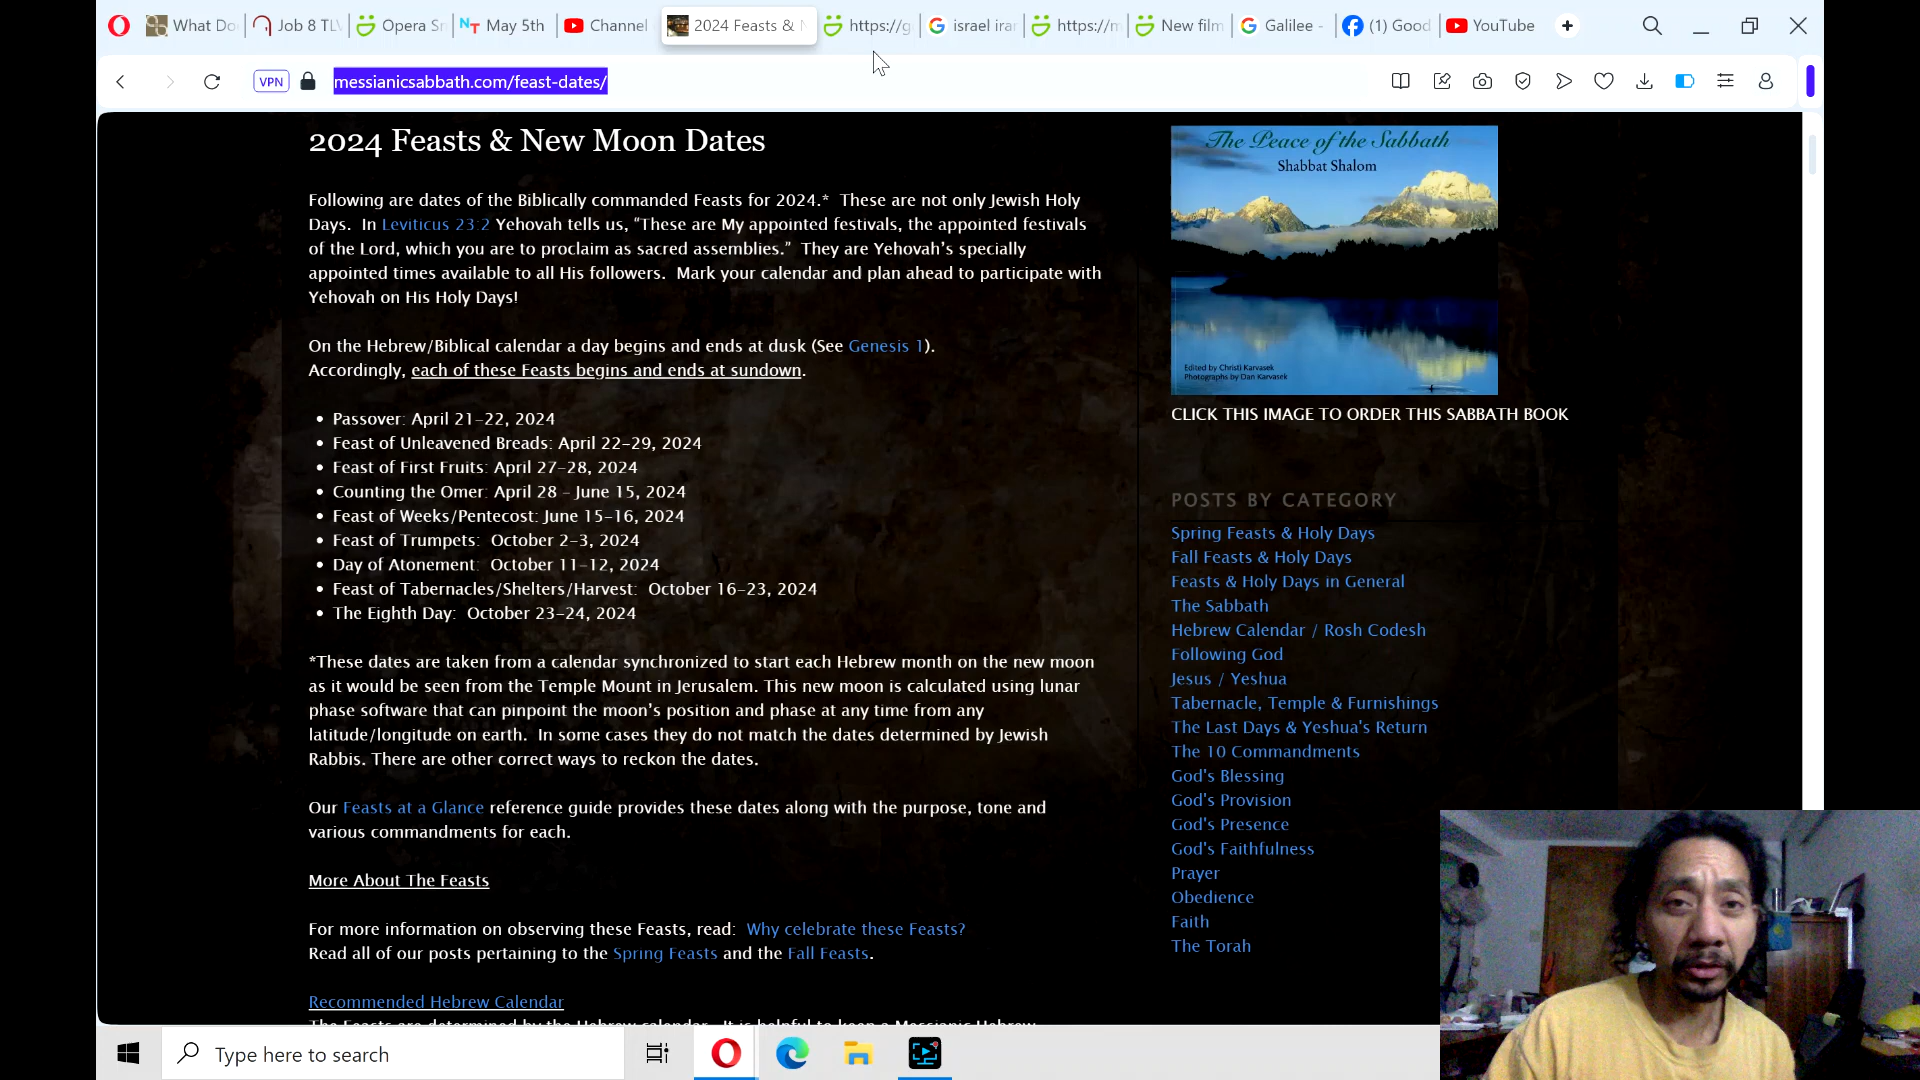 What Do
Job 8 TLV
Opera Sn
May 5th
Channel
2024 Feasts & N
https://g
israel iran
https://m
New film
Galilee -
(1) Good
YouTube
VPN
messianicsabbath.com/feast-dates/
2024 Feasts & New Moon Dates
Following are dates of the Biblically commanded Feasts for 2024.* These are not only Jewish Holy
Days. In Leviticus 23:2 Yehovah tells us, “These are My appointed festivals, the appointed festivals
of the Lord, which you are to proclaim as sacred assemblies.” They are Yehovah’s specially
appointed times available to all His followers. Mark your calendar and plan ahead to participate with
Yehovah on His Holy Days!
On the Hebrew/Biblical calendar a day begins and ends at dusk (See Genesis 1).
Accordingly, each of these Feasts begins and ends at sundown.
• Passover: April 21-22, 2024
• Feast of Unleavened Breads: April 22-29, 2024
• Feast of First Fruits: April 27-28, 2024
• Counting the Omer: April 28 – June 15, 2024
• Feast of Weeks/Pentecost: June 15-16, 2024
• Feast of Trumpets: October 2-3, 2024
• Day of Atonement: October 11-12, 2024
• Feast of Tabernacles/Shelters/Harvest: October 16-23, 2024
• The Eighth Day: October 23-24, 2024
*These dates are taken from a calendar synchronized to start each Hebrew month on the new moon
as it would be seen from the Temple Mount in Jerusalem. This new moon is calculated using lunar
phase software that can pinpoint the moon’s position and phase at any time from any
latitude/longitude on earth. In some cases they do not match the dates determined by Jewish
Rabbis. There are other correct ways to reckon the dates.
Our Feasts at a Glance reference guide provides these dates along with the purpose, tone and
various commandments for each.
More About The Feasts
For more information on observing these Feasts, read: Why celebrate these Feasts?
Read all of our posts pertaining to the Spring Feasts and the Fall Feasts.
Recommended Hebrew Calendar
The Feasts are determined by the Hebrew calendar. It is helpful to keep a Messianic Hebrew
The Peace of the Sabbath
Shabbat Shalom
Edited by Christi Karvasek
Photographs by Dan Karvasek
CLICK THIS IMAGE TO ORDER THIS SABBATH BOOK
POSTS BY CATEGORY
Spring Feasts & Holy Days
Fall Feasts & Holy Days
Feasts & Holy Days in General
The Sabbath
Hebrew Calendar / Rosh Codesh
Following God
Jesus / Yeshua
Tabernacle, Temple & Furnishings
The Last Days & Yeshua's Return
The 10 Commandments
God's Blessing
God's Provision
God's Presence
God's Faithfulness
Prayer
Obedience
Faith
The Torah
Type here to search